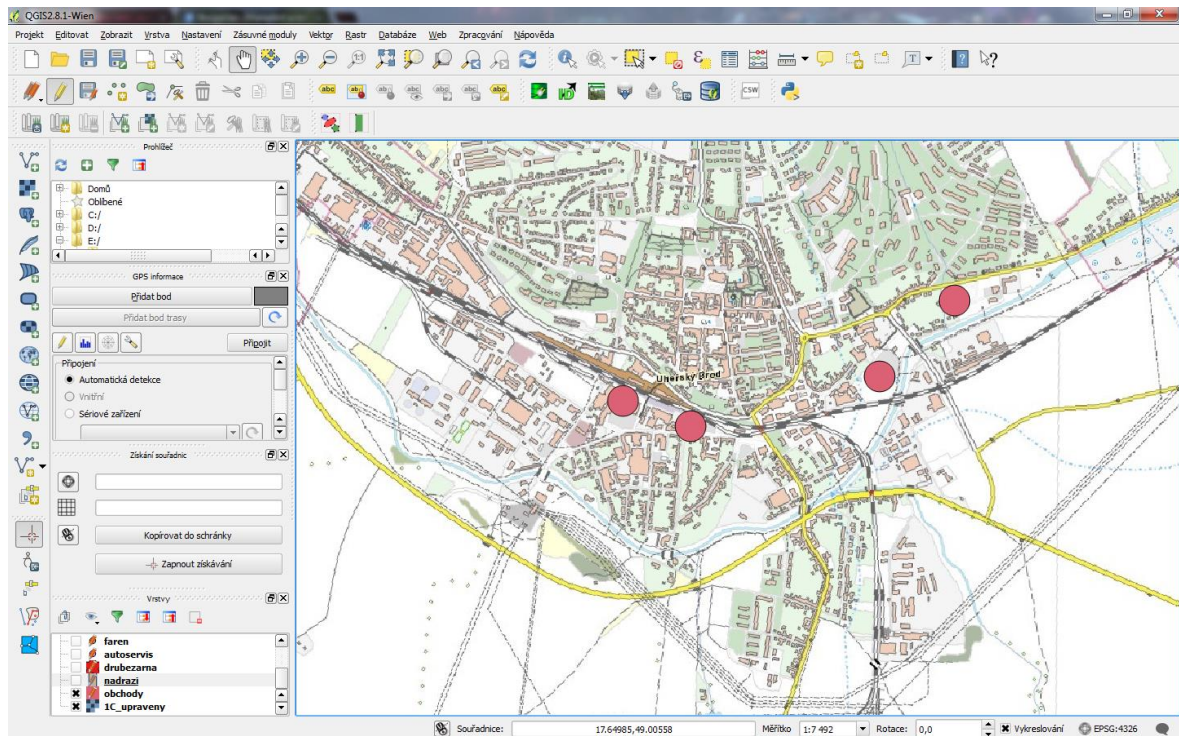 QGIS2.8.1-Wien
Projekt Editovat Zobrazit Vrstva Nastavení Zásuvné moduly Vektor Rastr Databáze Web Zpracování Nápověda
Prohlížeč
Domů
Oblíbené
C:/
D:/
E:/
GPS informace
Přidat bod
Přidat bod trasy
Připojit
Připojení
Automatická detekce
Vnitřní
Sériové zařízení
Získání souřadnic
Kopírovat do schránky
Zapnout získávání
Vrstvy
faren
autoservis
drubezarna
nadrazi
obchody
1C_upraveny
Uherský Brod
Souřadnice: 17.64985,49.00558 Měřítko 1:7 492 Rotace: 0,0 Vykreslování EPSG:4326